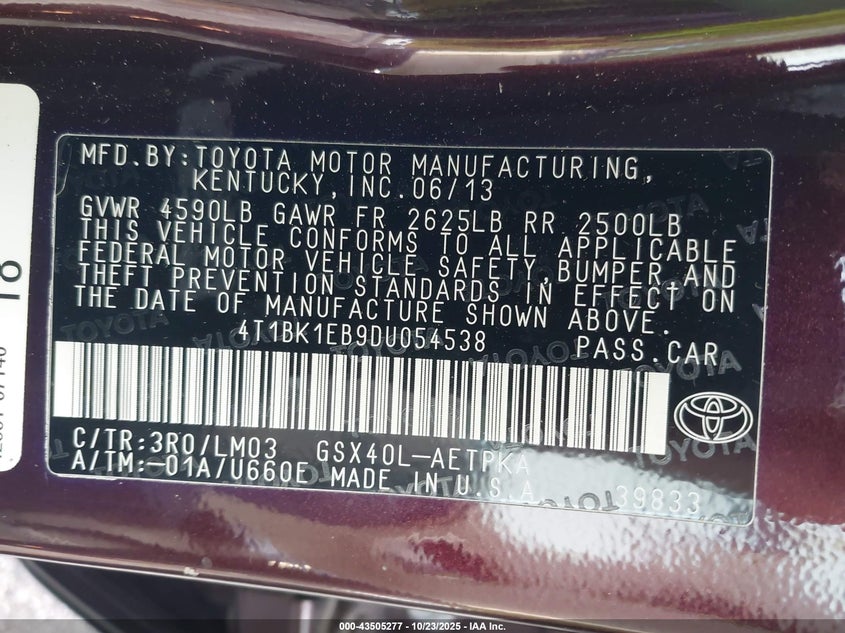 MFD.BY:TOYOTA MOTOR MANUFACTURING,
KENTUCKY,INC.06/13
GVWR 4590LB GAWR FR 2625LB RR 2500LB
THIS VEHICLE CONFORMS TO ALL APPLICABLE
FEDERAL MOTOR VEHICLE SAFETY,BUMPER,AND
THEFT PREVENTION STANDARDS IN EFFECT ON
THE DATE OF MANUFACTURE SHOWN ABOVE.
4T1BK1EB9DU054538 PASS.CAR
C/TR:3R0/LM03 GSX40L-AETPKA
A/TM:-01A/U660E MADE IN U.S.A.
39833
TOYOTA
000-43505277 - 10/23/2025 - IAA Inc.